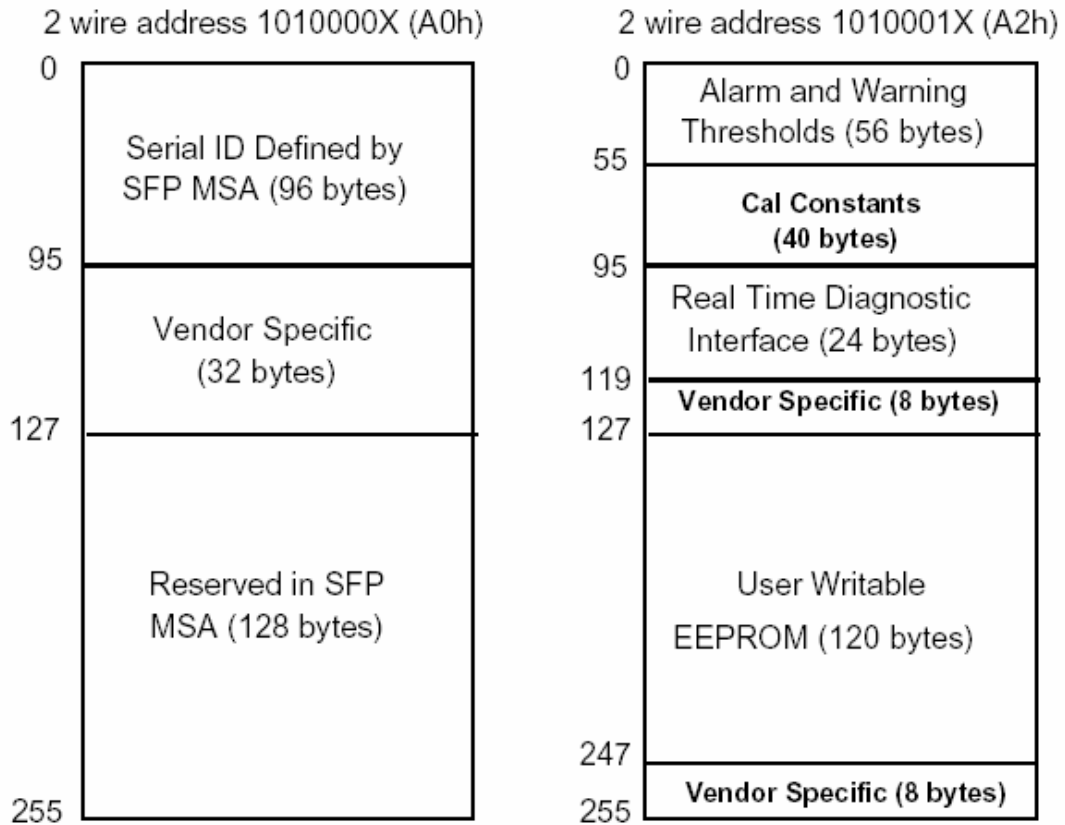 2 wire address 1010000X (A0h)
0
Serial ID Defined by
SFP MSA (96 bytes)
95
Vendor Specific
(32 bytes)
127
Reserved in SFP
MSA (128 bytes)
255
2 wire address 1010001X (A2h)
0
Alarm and Warning
Thresholds (56 bytes)
55
Cal Constants
(40 bytes)
95
Real Time Diagnostic
Interface (24 bytes)
119
Vendor Specific (8 bytes)
127
User Writable
EEPROM (120 bytes)
247
Vendor Specific (8 bytes)
255